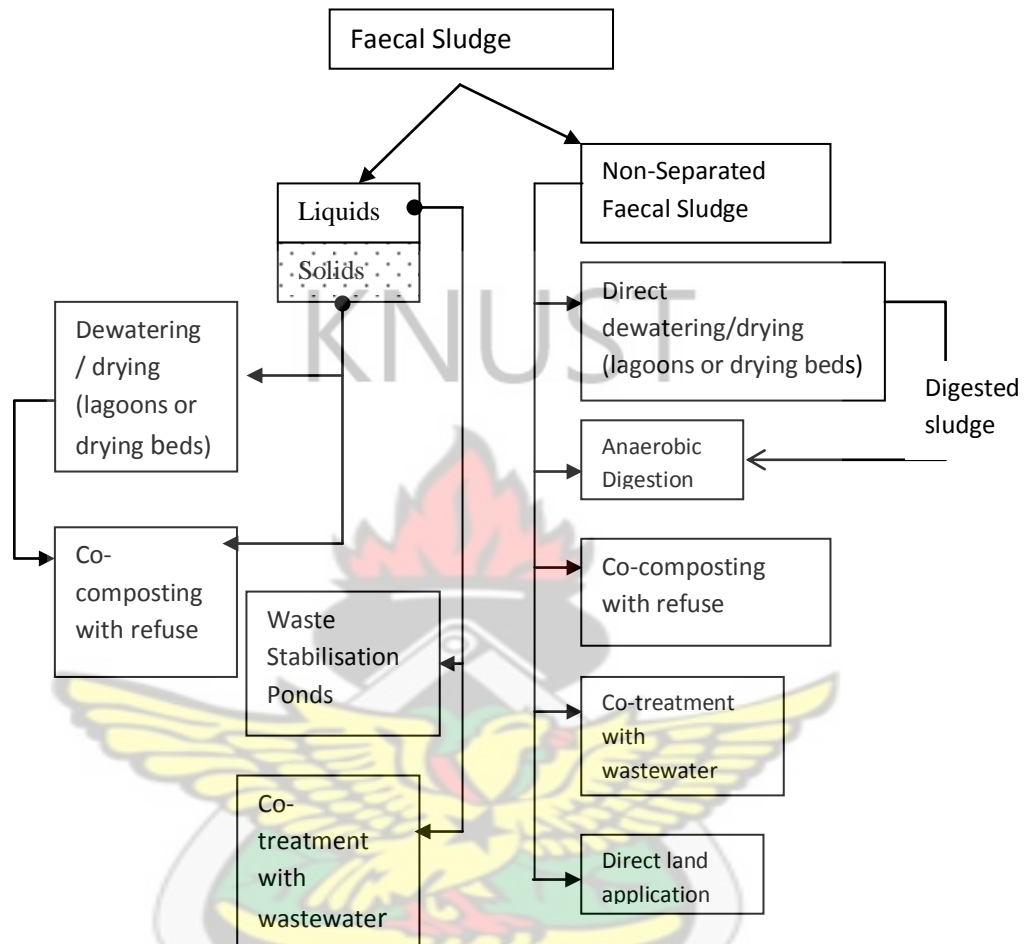 Faecal Sludge
Liquids
Solids
Dewatering
/ drying
(lagoons or
drying beds)
Co-
composting
with refuse
Waste
Stabilisation
Ponds
Co-
treatment
with
wastewater
Non-Separated
Faecal Sludge
Direct
dewatering/drying
(lagoons or drying beds)
Digested
sludge
Anaerobic
Digestion
Co-composting
with refuse
Co-treatment
with
wastewater
Direct land
application
KNUST